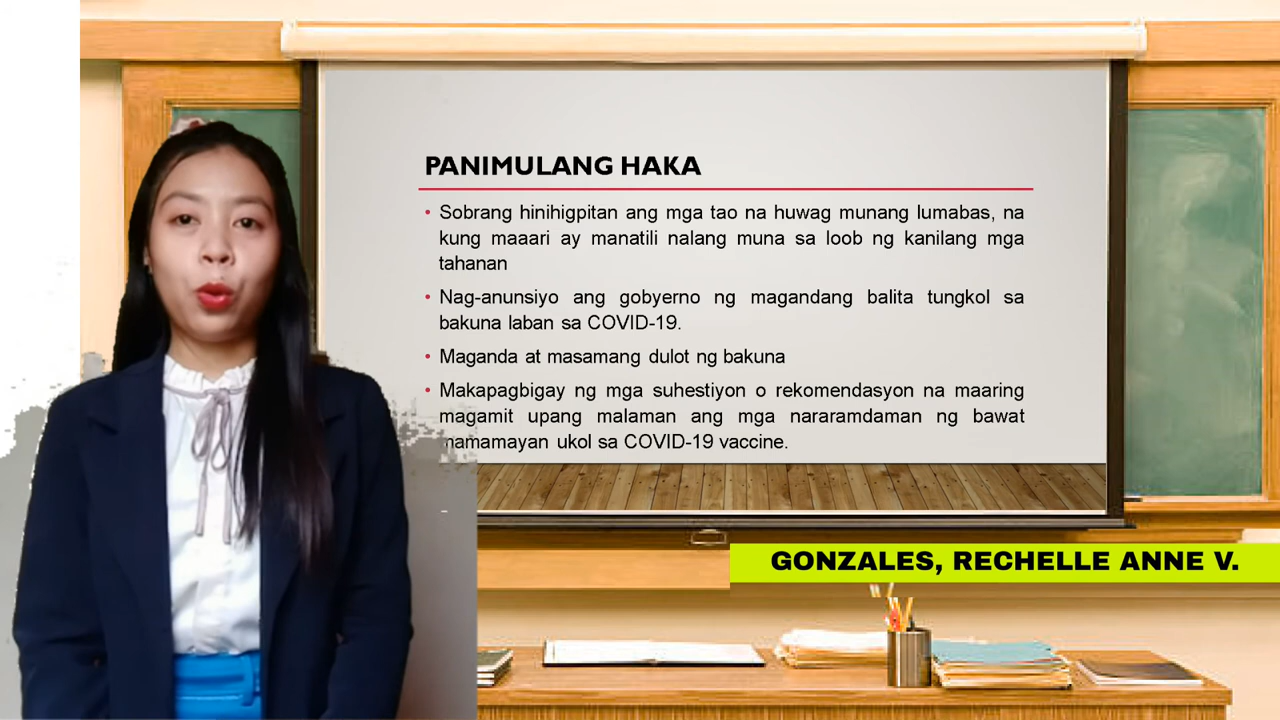 PANIMULANG HAKA
• Sobrang hinihigpitan ang mga tao na huwag munang lumabas, na
kung maaari ay manatili nalang muna sa loob ng kanilang mga
tahanan
• Nag-anunsiyo ang gobyerno ng magandang balita tungkol sa
bakuna laban sa COVID-19.
• Maganda at masamang dulot ng bakuna
• Makapagbigay ng mga suhestiyon o rekomendasyon na maaring
magamit upang malaman ang mga nararamdaman ng bawat
mamamayan ukol sa COVID-19 vaccine.
GONZALES, RECHELLE ANNE V.